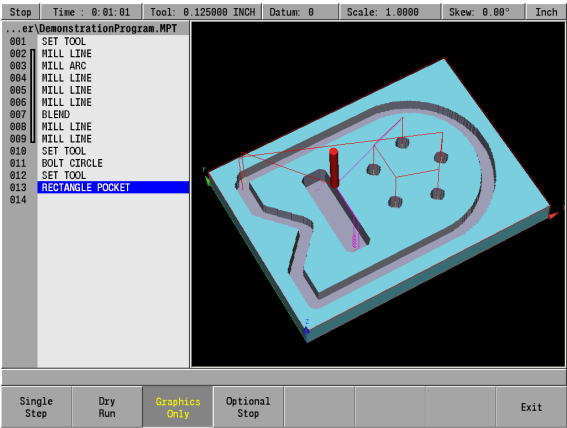 Stop Time : 0:01:01 Tool: 0.125000 INCH Datum: 0 Scale: 1.0000 Skew: 0.00° Inch
...er\DemonstrationProgram.MPT
001 SET TOOL
002 MILL LINE
003 MILL ARC
004 MILL LINE
005 MILL LINE
006 MILL LINE
007 BLEND
008 MILL LINE
009 MILL LINE
010 SET TOOL
011 BOLT CIRCLE
012 SET TOOL
013 RECTANGLE POCKET
014
Y
Z
Single Step
Dry Run
Graphics Only
Optional Stop
Exit